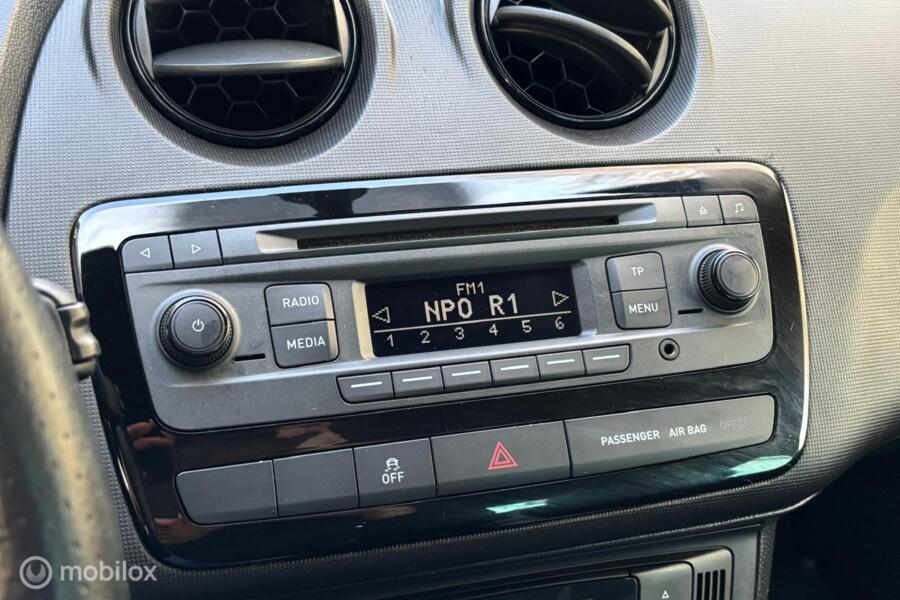 RADIO
MEDIA
FM1
NPO R1
1 2 3 4 5 6
TP
MENU
OFF
PASSENGER AIR BAG OFF
mobilox